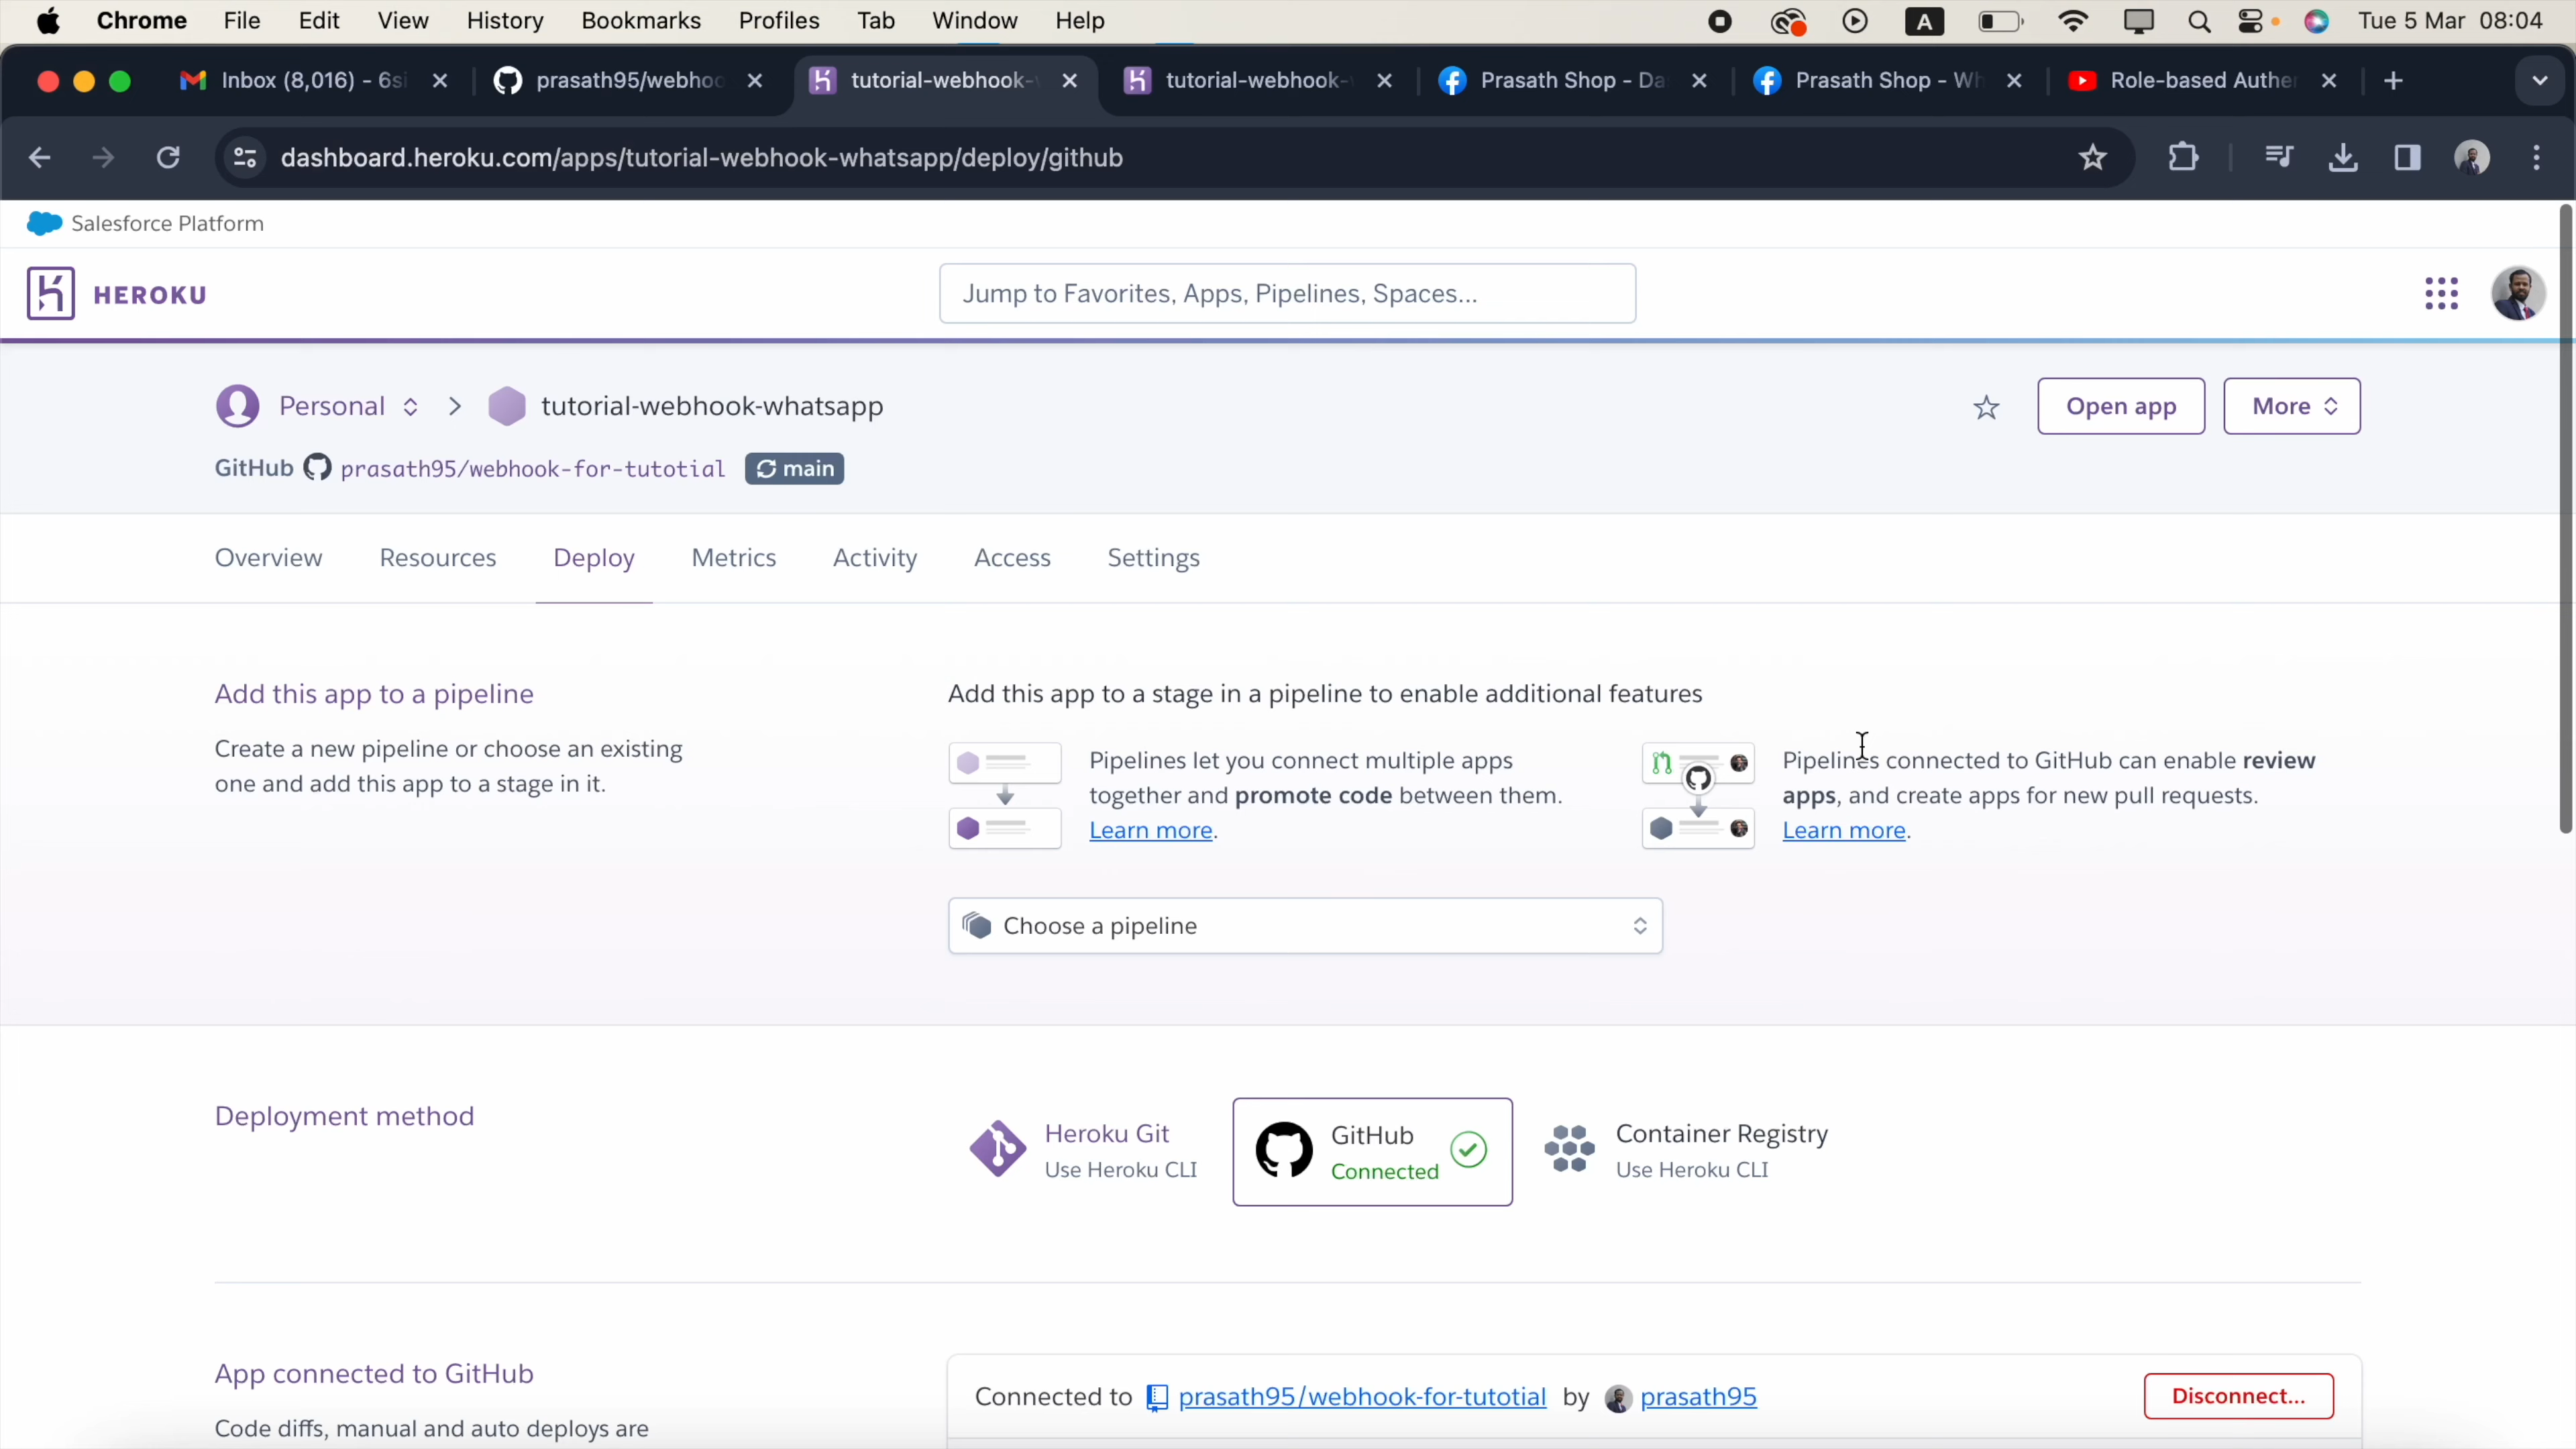 Chrome File Edit View History Bookmarks Profiles Tab Window Help A Tue 5 Mar 08:04
Inbox (8,016) - 6si prasath95/webhoo tutorial-webhook- tutorial-webhook- Prasath Shop - Da Prasath Shop - Wh Role-based Authen
dashboard.heroku.com/apps/tutorial-webhook-whatsapp/deploy/github
Salesforce Platform
HEROKU
Jump to Favorites, Apps, Pipelines, Spaces...
Personal tutorial-webhook-whatsapp
Open app
More
GitHub prasath95/webhook-for-tutotial main
Overview Resources Deploy Metrics Activity Access Settings
Add this app to a pipeline
Create a new pipeline or choose an existing
one and add this app to a stage in it.
Add this app to a stage in a pipeline to enable additional features
Pipelines let you connect multiple apps
together and promote code between them.
Learn more.
Pipelines connected to GitHub can enable review
apps, and create apps for new pull requests.
Learn more.
Choose a pipeline
Deployment method
Heroku Git
Use Heroku CLI
GitHub
Connected
Container Registry
Use Heroku CLI
App connected to GitHub
Code diffs, manual and auto deploys are
Connected to prasath95/webhook-for-tutotial by prasath95
Disconnect...